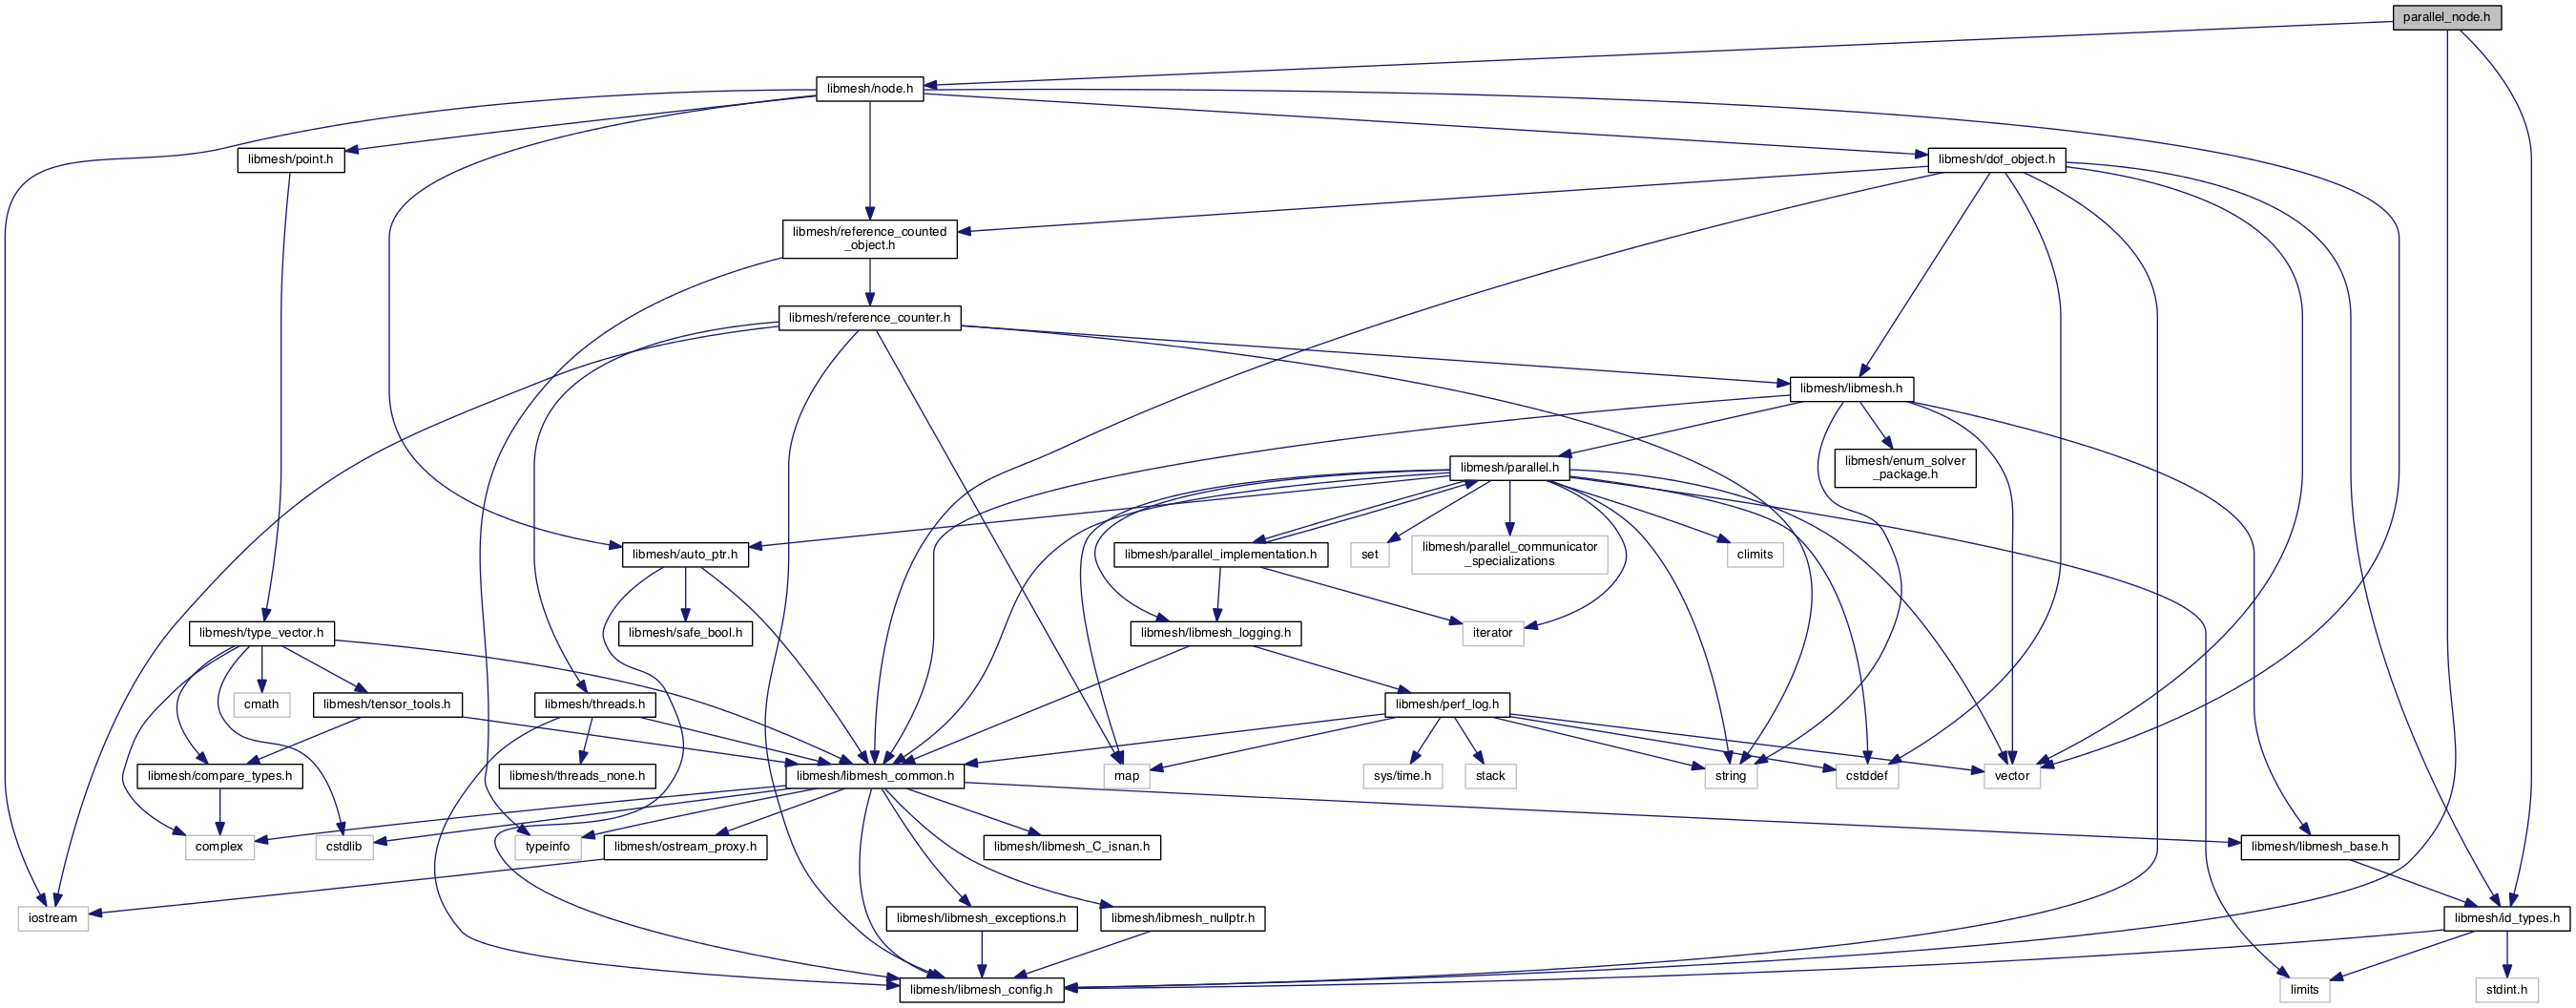 parallel_node.h
libmesh/node.h
libmesh/point.h
libmesh/dof_object.h
libmesh/reference_counted
_object.h
libmesh/reference_counter.h
libmesh/libmesh.h
libmesh/parallel.h
libmesh/enum_solver
_package.h
libmesh/auto_ptr.h
libmesh/parallel_implementation.h
set
libmesh/parallel_communicator
_specializations
climits
libmesh/type_vector.h
libmesh/safe_bool.h
libmesh/libmesh_logging.h
iterator
cmath
libmesh/tensor_tools.h
libmesh/threads.h
libmesh/perf_log.h
libmesh/compare_types.h
libmesh/threads_none.h
libmesh/libmesh_common.h
map
sys/time.h
stack
string
cstddef
vector
complex
cstdlib
typeinfo
libmesh/ostream_proxy.h
libmesh/libmesh_C_isnan.h
libmesh/libmesh_base.h
iostream
libmesh/libmesh_exceptions.h
libmesh/libmesh_nullptr.h
libmesh/id_types.h
libmesh/libmesh_config.h
limits
stdint.h